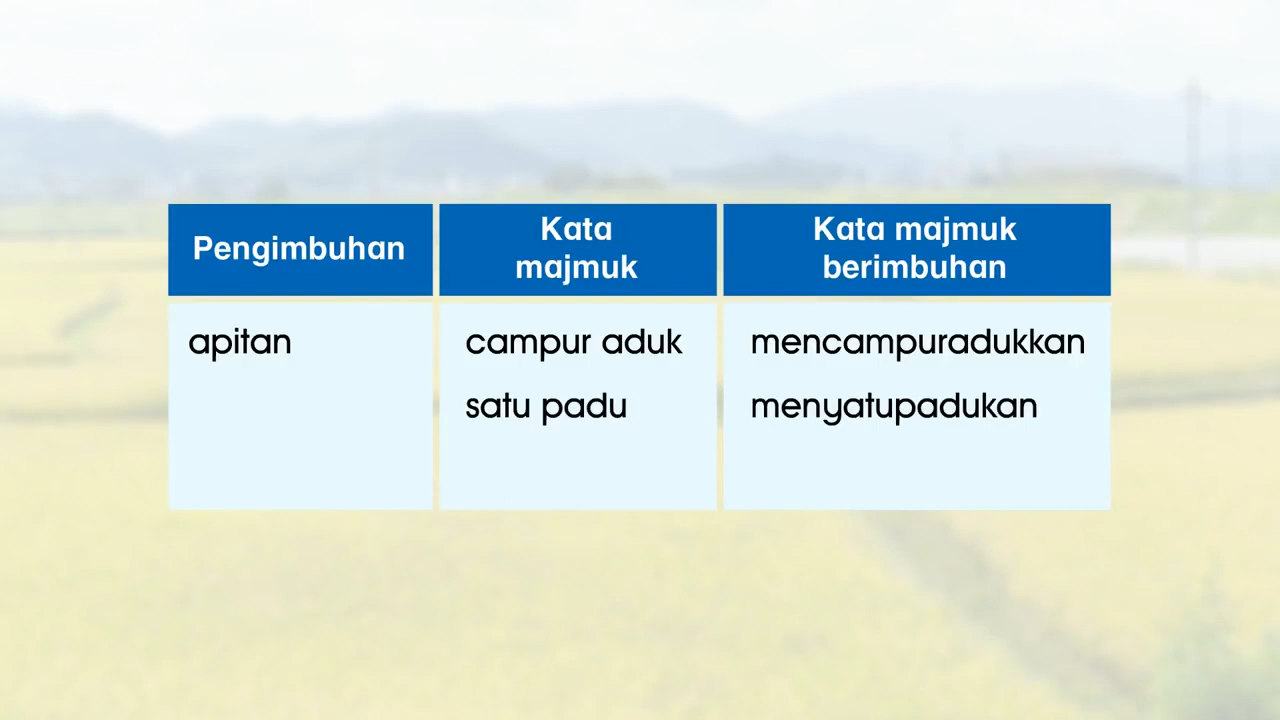 Pengimbuhan
Kata
majmuk
Kata majmuk
berimbuhan
apitan
campur aduk
mencampuradukkan
satu padu
menyatupadukan